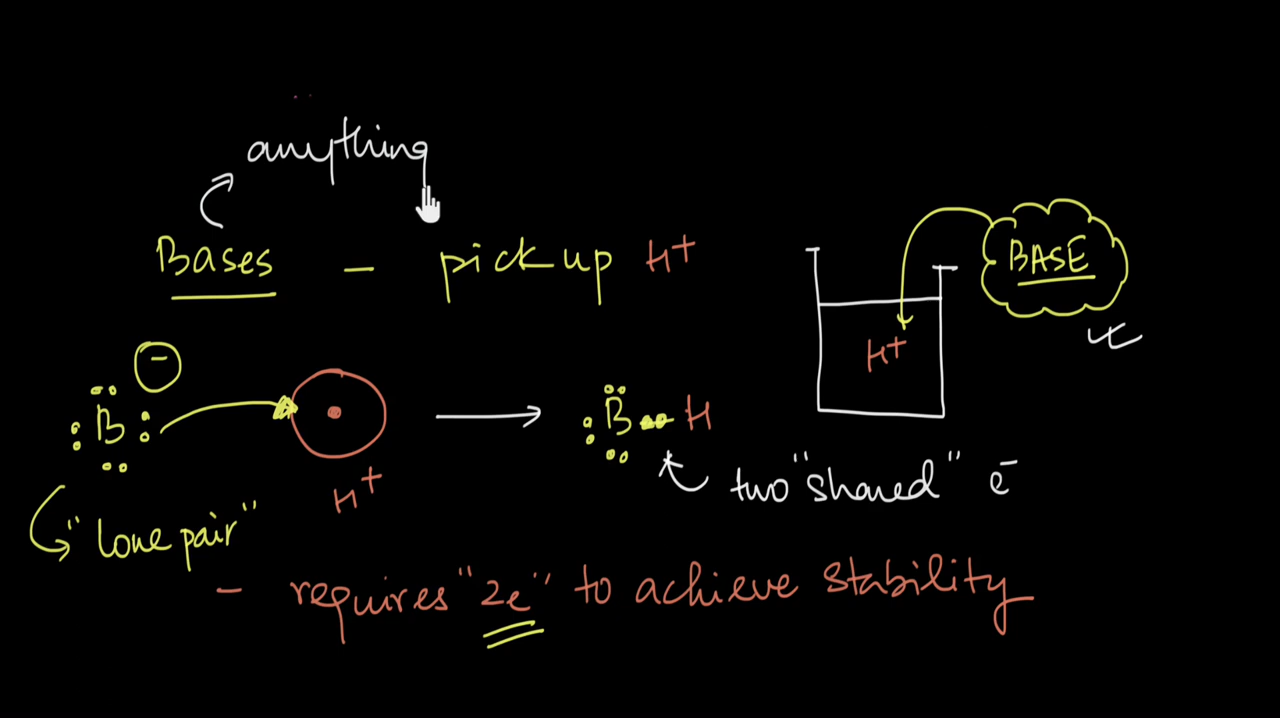 anything
Bases - pick up H+
BASE
H+
B: -
H+
B H
"lone pair"
two "shared" e-
- requires "2e" to achieve stability